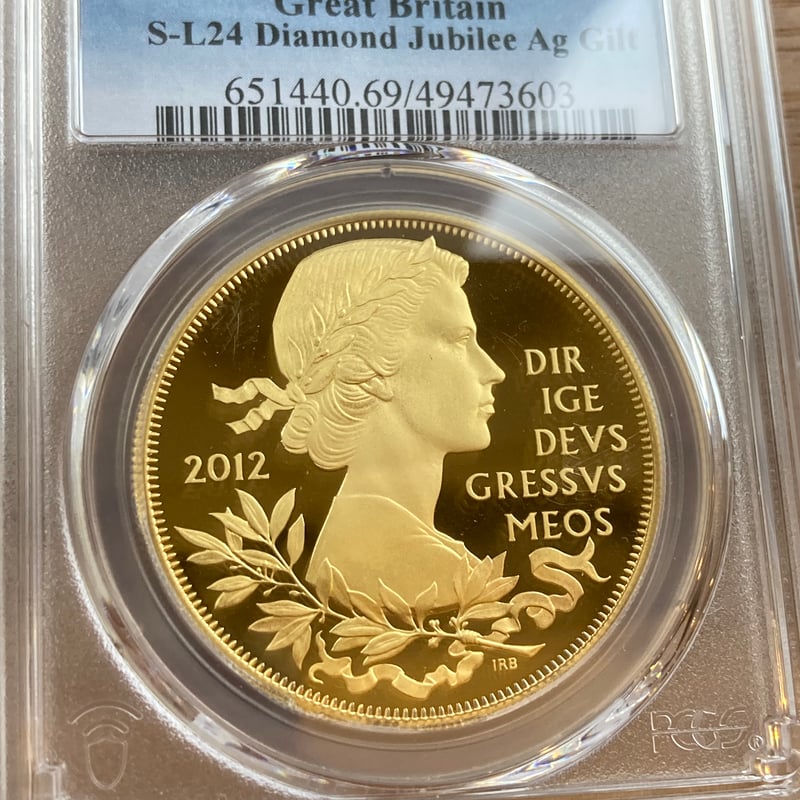 Great Britain
S-L24 Diamond Jubilee Ag Gilt
651440.69/49473603
2012
DIR
IGE
DEVS
GRESSVS
MEOS
IRB
PCGS®